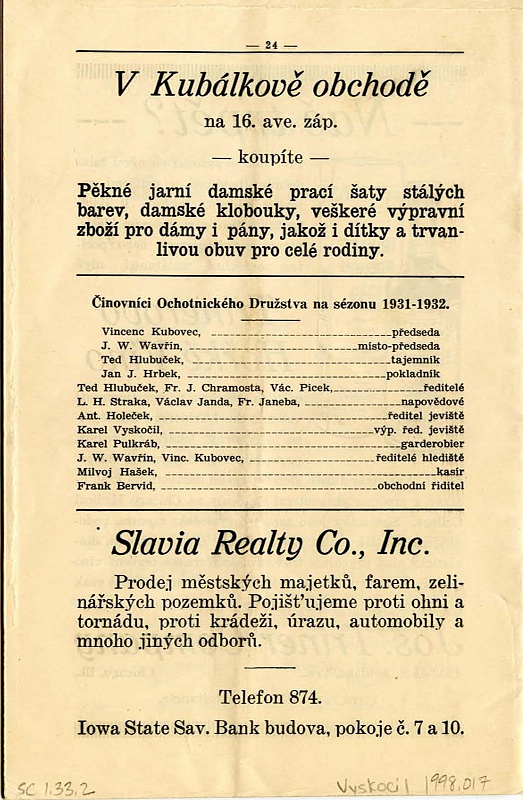 — 24 —
V Kubálkově obchodě
na 16. ave. záp.
— koupíte —
Pěkné jarní damské prací šaty stálých
barev, damské klobouky, veškeré výpravní
zboží pro dámy i pány, jakož i dítky a trvan-
livou obuv pro celé rodiny.
Činovníci Ochotnického Družstva na sézonu 1931-1932.
Vincenc Kubovec, předseda
J. W. Wavřín, místo-předseda
Ted Hlubuček, tajemník
Jan J. Hrbek, pokladník
Ted Hlubuček, Fr. J. Chramosta, Vác. Picek, ředitelé
L. H. Straka, Václav Janda, Fr. Janeba, napovědové
Ant. Holeček, ředitel jeviště
Karel Vyskočil, výp. řed. jeviště
Karel Pulkráb, garderobier
J. W. Wavřín, Vinc. Kubovec, ředitelé hlediště
Milvoj Hašek, kasír
Frank Bervid, obchodní řiditel
Slavia Realty Co., Inc.
Prodej městských majetků, farem, zeli-
nářských pozemků. Pojišťujeme proti ohni a
tornádu, proti krádeži, úrazu, automobily a
mnoho jiných odborů.
Telefon 874.
Iowa State Sav. Bank budova, pokoje č. 7 a 10.
SC 1.33.2
Vyskocil 1998.017